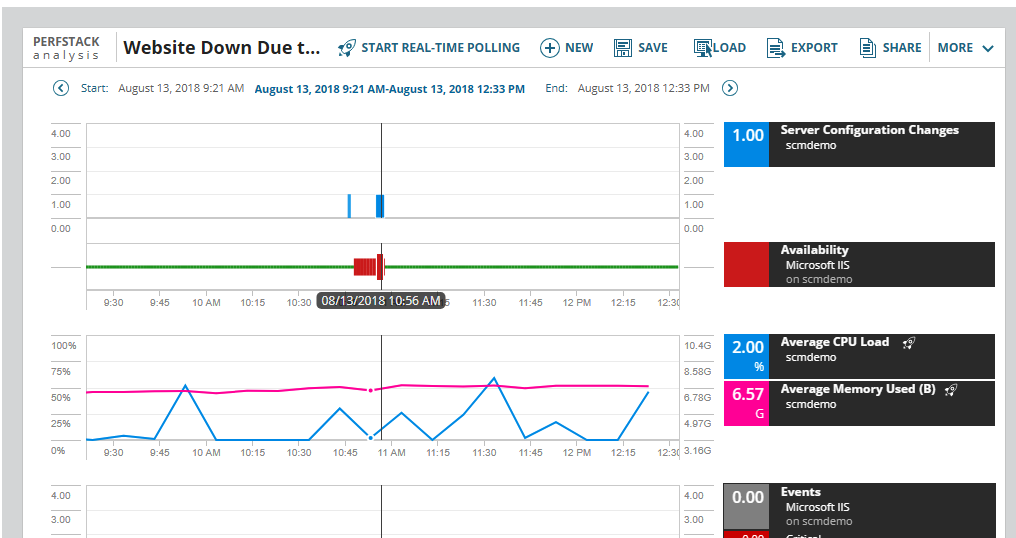 PERFSTACK
analysis
Website Down Due t...
START REAL-TIME POLLING
NEW
SAVE
LOAD
EXPORT
SHARE
MORE
Start: August 13, 2018 9:21 AM August 13, 2018 9:21 AM-August 13, 2018 12:33 PM End: August 13, 2018 12:33 PM
4.00
3.00
2.00
1.00
0.00
4.00
3.00
2.00
1.00
0.00
1.00
Server Configuration Changes
scmdemo
Availability
Microsoft IIS
on scmdemo
9:30 9:45 10 AM 10:15 10:30 08/13/2018 10:56 AM 5 11:30 11:45 12 PM 12:15 12:30
100%
75%
50%
25%
0%
10.4G
8.58G
6.78G
4.97G
3.16G
2.00
%
Average CPU Load
scmdemo
6.57
G
Average Memory Used (B)
scmdemo
9:30 9:45 10 AM 10:15 10:30 10:45 11 AM 11:15 11:30 11:45 12 PM 12:15 12:30
4.00
3.00
4.00
3.00
0.00
Events
Microsoft IIS
on scmdemo
0.00
Critical